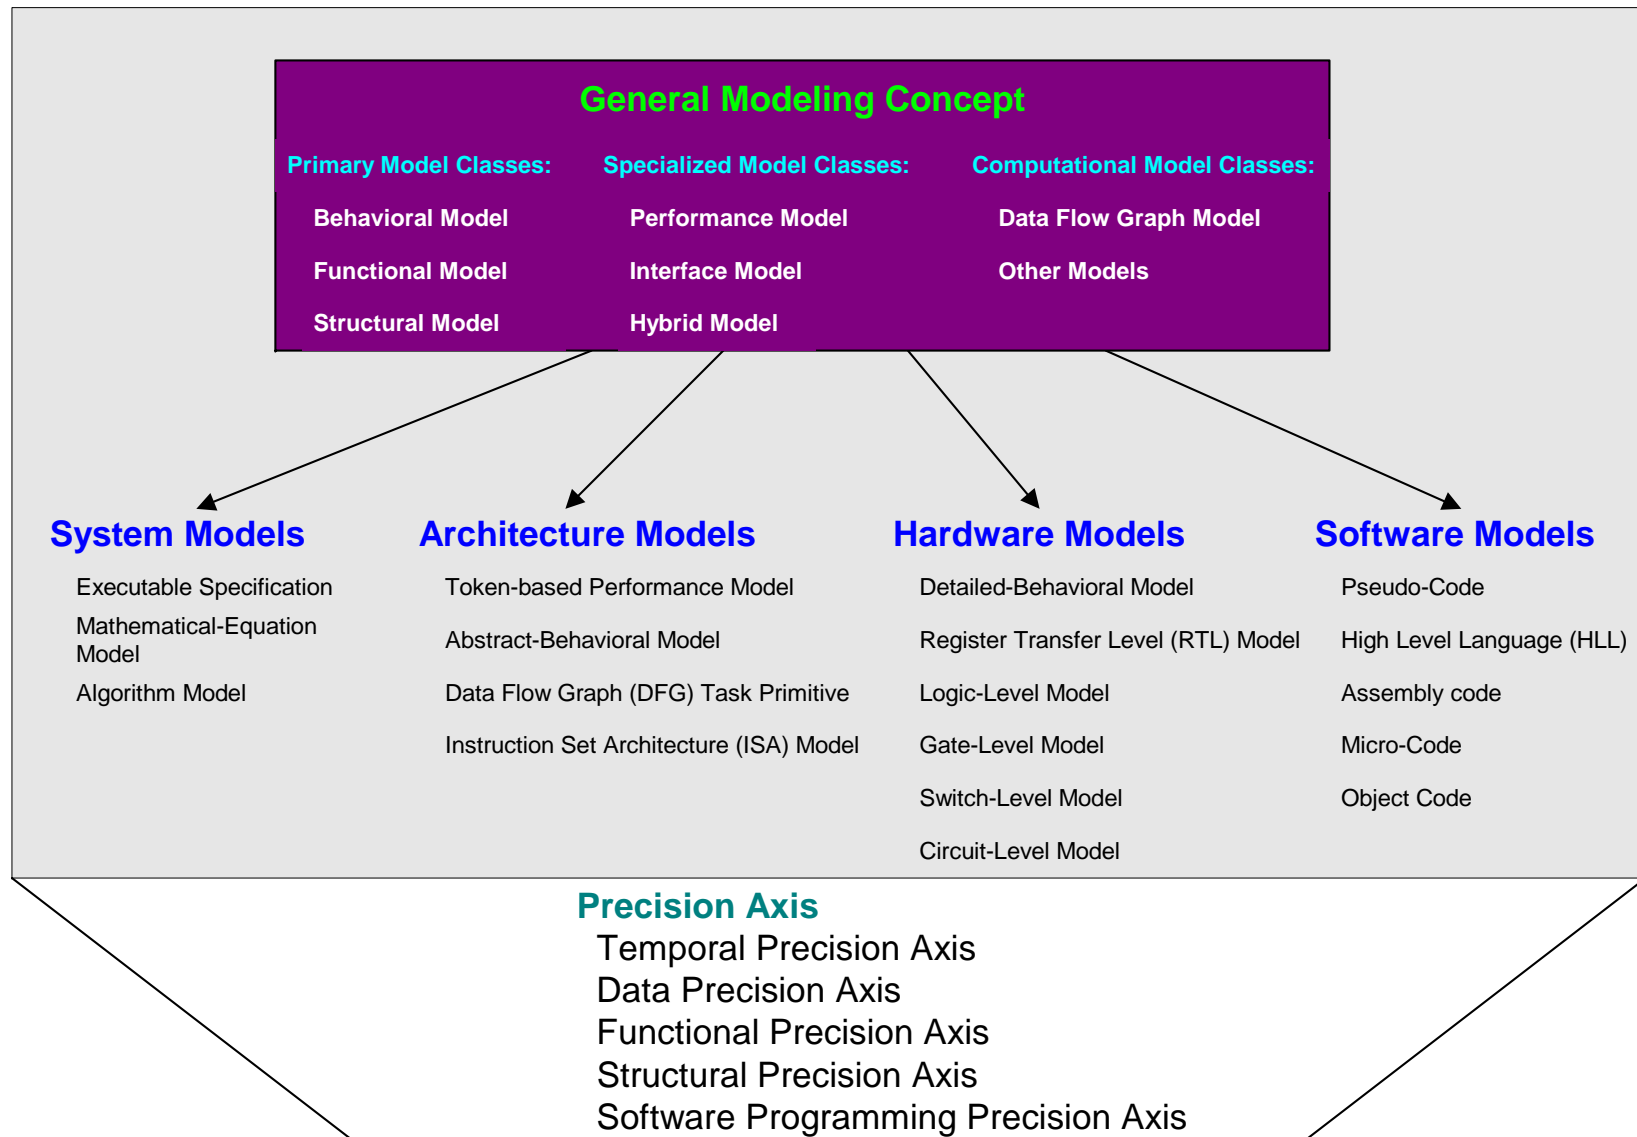 General Modeling Concept
Primary Model Classes:
Behavioral Model
Functional Model
Structural Model
Specialized Model Classes:
Performance Model
Interface Model
Hybrid Model
Computational Model Classes:
Data Flow Graph Model
Other Models
System Models
Executable Specification
Mathematical-Equation
Model
Algorithm Model
Architecture Models
Token-based Performance Model
Abstract-Behavioral Model
Data Flow Graph (DFG) Task Primitive
Instruction Set Architecture (ISA) Model
Hardware Models
Detailed-Behavioral Model
Register Transfer Level (RTL) Model
Logic-Level Model
Gate-Level Model
Switch-Level Model
Circuit-Level Model
Software Models
Pseudo-Code
High Level Language (HLL)
Assembly code
Micro-Code
Object Code
Precision Axis
Temporal Precision Axis
Data Precision Axis
Functional Precision Axis
Structural Precision Axis
Software Programming Precision Axis